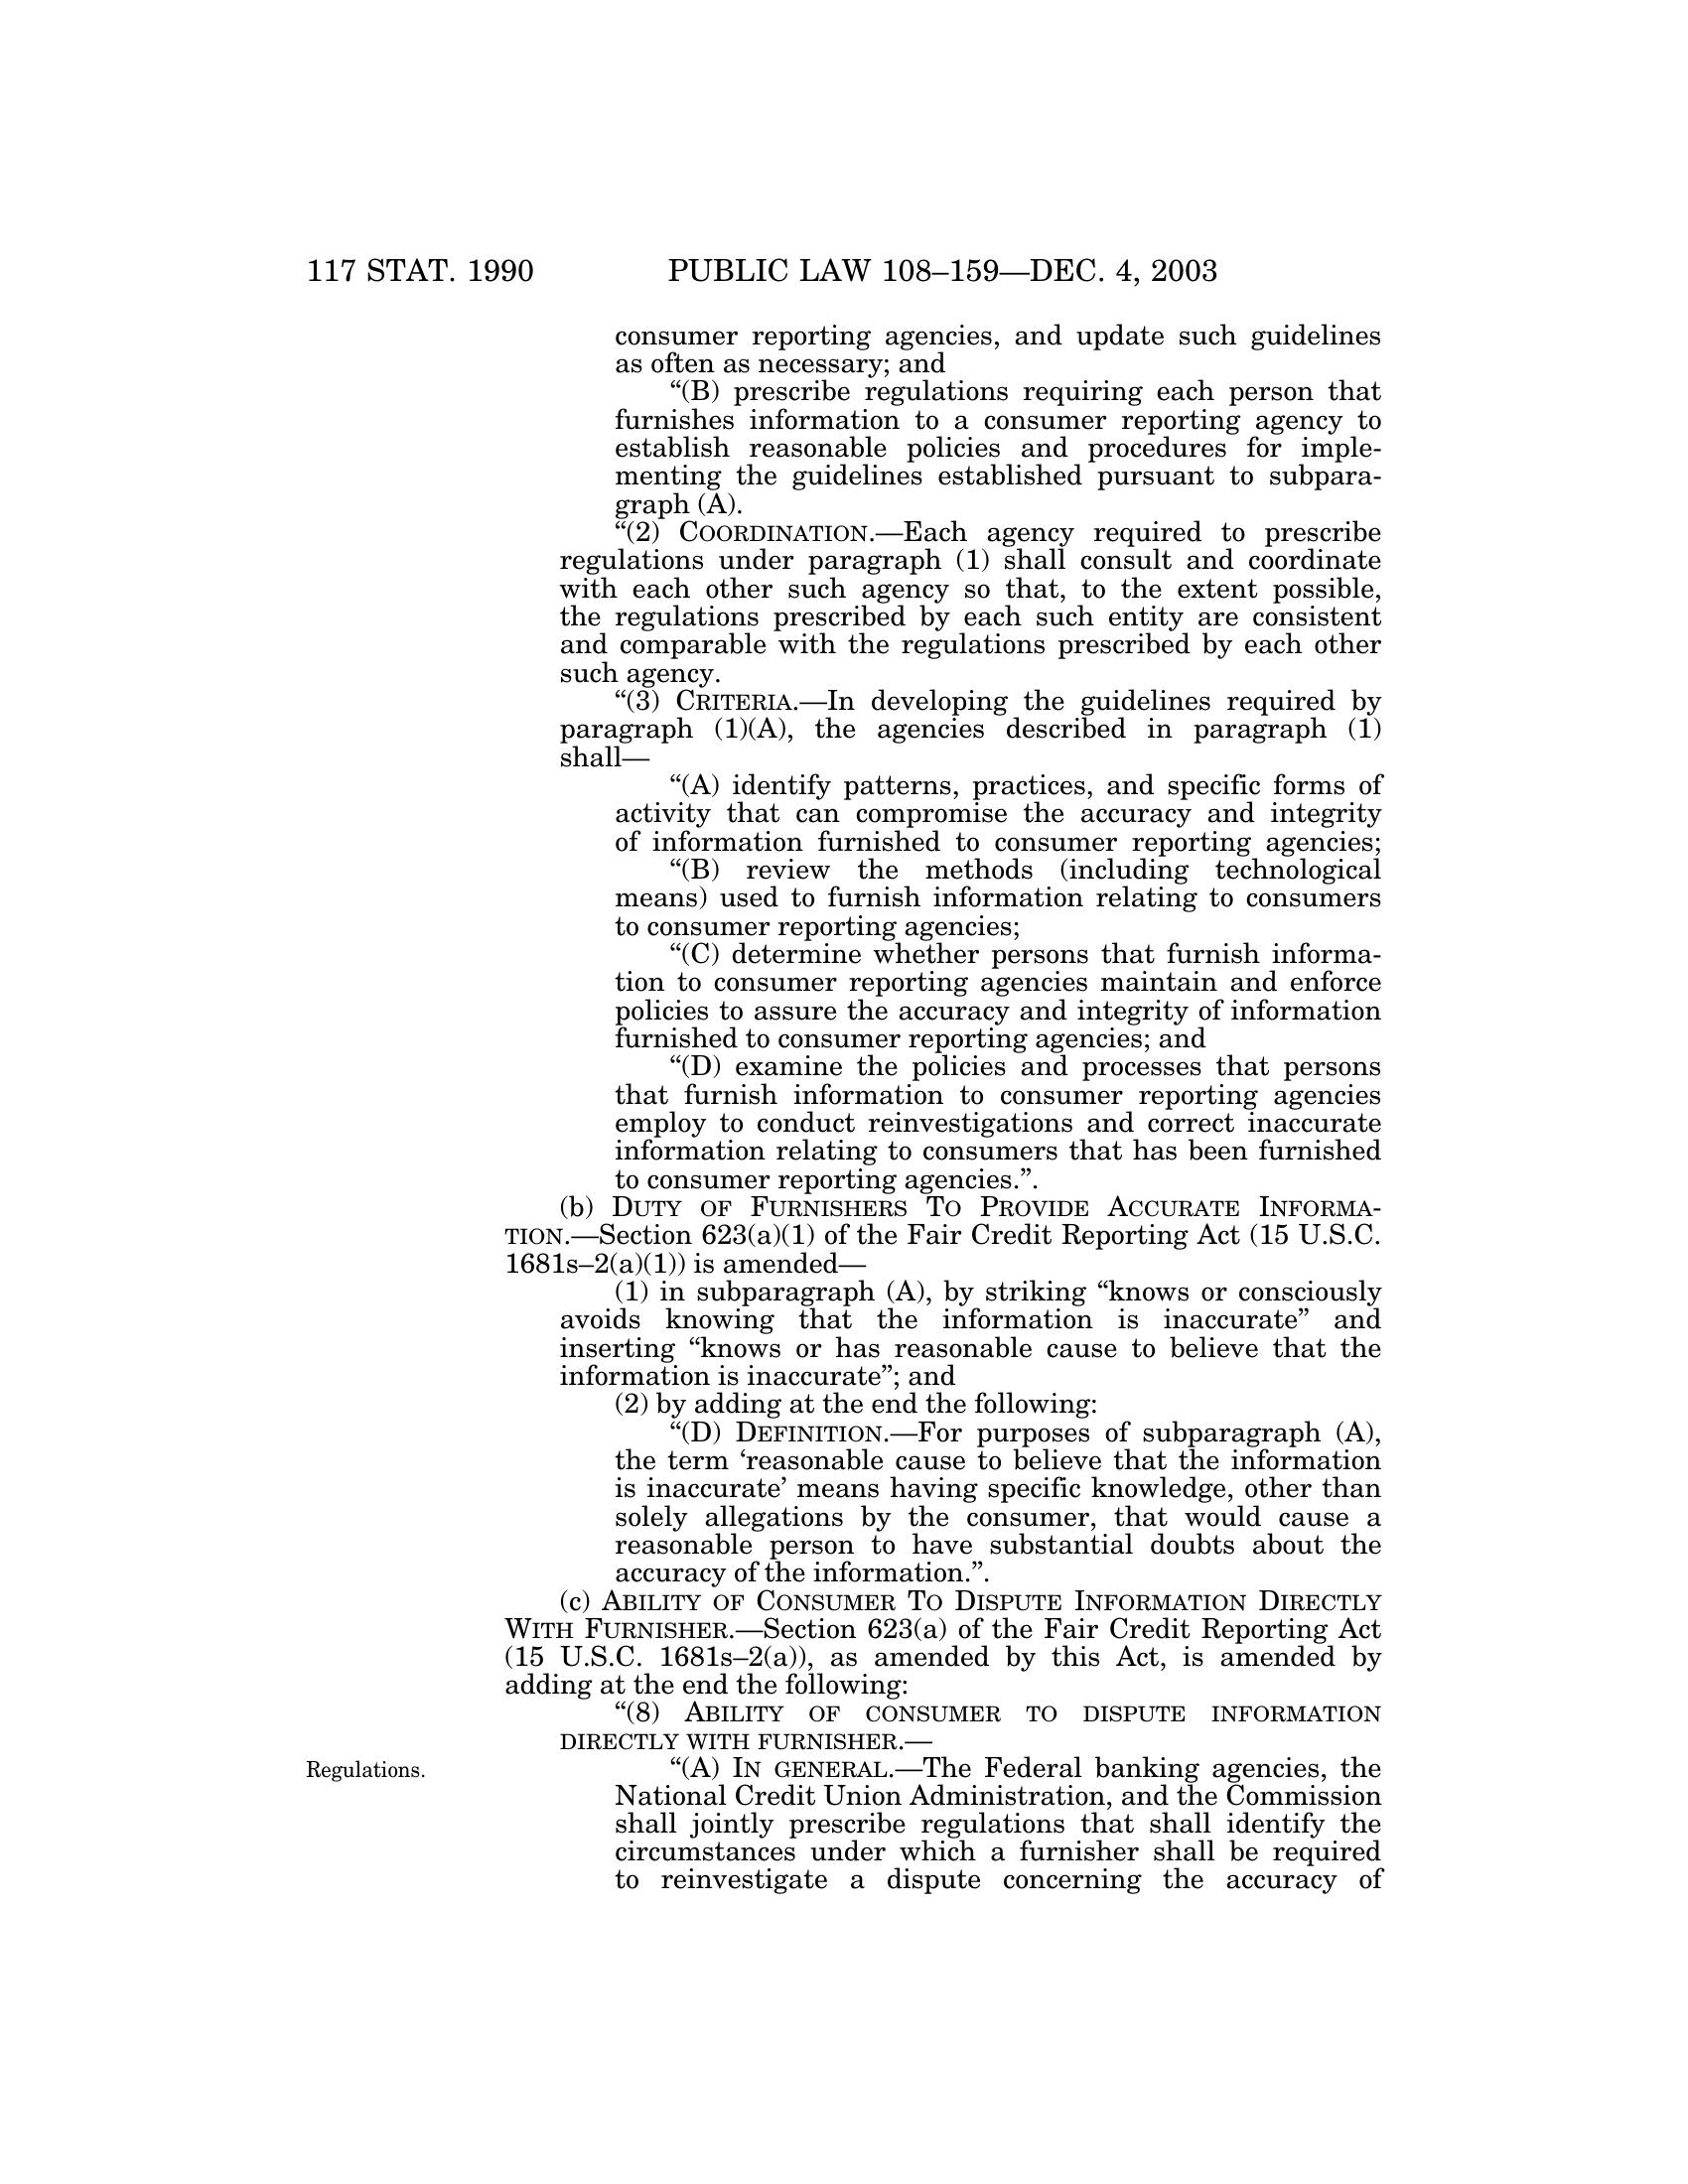 117 STAT. 1990 PUBLIC LAW 108–159—DEC. 4, 2003
consumer reporting agencies, and update such guidelines
as often as necessary; and
“(B) prescribe regulations requiring each person that
furnishes information to a consumer reporting agency to
establish reasonable policies and procedures for imple-
menting the guidelines established pursuant to subpara-
graph (A).
“(2) COORDINATION.—Each agency required to prescribe
regulations under paragraph (1) shall consult and coordinate
with each other such agency so that, to the extent possible,
the regulations prescribed by each such entity are consistent
and comparable with the regulations prescribed by each other
such agency.
“(3) CRITERIA.—In developing the guidelines required by
paragraph (1)(A), the agencies described in paragraph (1)
shall—
“(A) identify patterns, practices, and specific forms of
activity that can compromise the accuracy and integrity
of information furnished to consumer reporting agencies;
“(B) review the methods (including technological
means) used to furnish information relating to consumers
to consumer reporting agencies;
“(C) determine whether persons that furnish informa-
tion to consumer reporting agencies maintain and enforce
policies to assure the accuracy and integrity of information
furnished to consumer reporting agencies; and
“(D) examine the policies and processes that persons
that furnish information to consumer reporting agencies
employ to conduct reinvestigations and correct inaccurate
information relating to consumers that has been furnished
to consumer reporting agencies.”.
(b) DUTY OF FURNISHERS TO PROVIDE ACCURATE INFORMA-
TION.—Section 623(a)(1) of the Fair Credit Reporting Act (15 U.S.C.
1681s–2(a)(1)) is amended—
(1) in subparagraph (A), by striking “knows or consciously
avoids knowing that the information is inaccurate” and
inserting “knows or has reasonable cause to believe that the
information is inaccurate”; and
(2) by adding at the end the following:
“(D) DEFINITION.—For purposes of subparagraph (A),
the term ‘reasonable cause to believe that the information
is inaccurate’ means having specific knowledge, other than
solely allegations by the consumer, that would cause a
reasonable person to have substantial doubts about the
accuracy of the information.”.
(c) ABILITY OF CONSUMER TO DISPUTE INFORMATION DIRECTLY
WITH FURNISHER.—Section 623(a) of the Fair Credit Reporting Act
(15 U.S.C. 1681s–2(a)), as amended by this Act, is amended by
adding at the end the following:
“(8) ABILITY OF CONSUMER TO DISPUTE INFORMATION
DIRECTLY WITH FURNISHER.—
Regulations.
“(A) IN GENERAL.—The Federal banking agencies, the
National Credit Union Administration, and the Commission
shall jointly prescribe regulations that shall identify the
circumstances under which a furnisher shall be required
to reinvestigate a dispute concerning the accuracy of